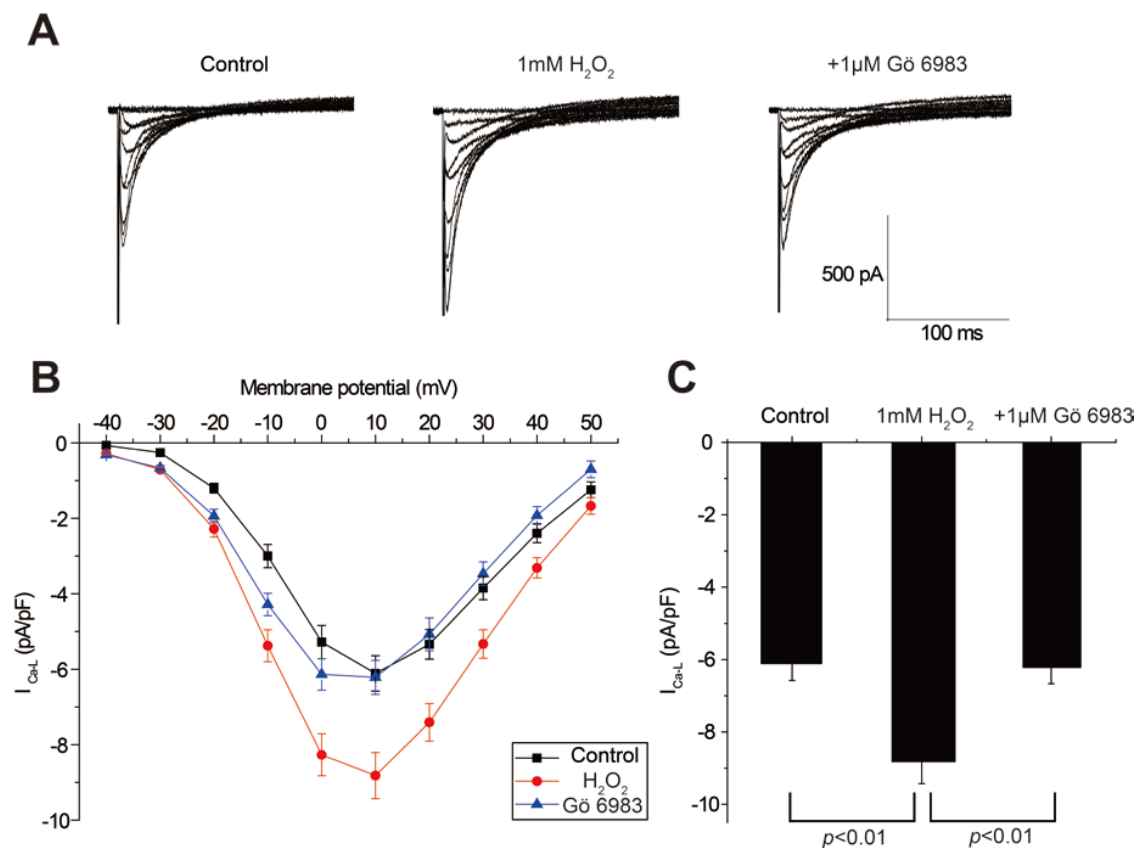 A
Control
1mM H₂O₂
+1μM Gö 6983
500 pA
100 ms
B
Membrane potential (mV)
-40 -30 -20 -10 0 10 20 30 40 50
0
-2
-4
-6
-8
-10
I Ca-L (pA/pF)
Control
H₂O₂
Gö 6983
C
Control 1mM H₂O₂ +1μM Gö 6983
0
-2
-4
-6
-8
-10
I Ca-L (pA/pF)
p<0.01 p<0.01